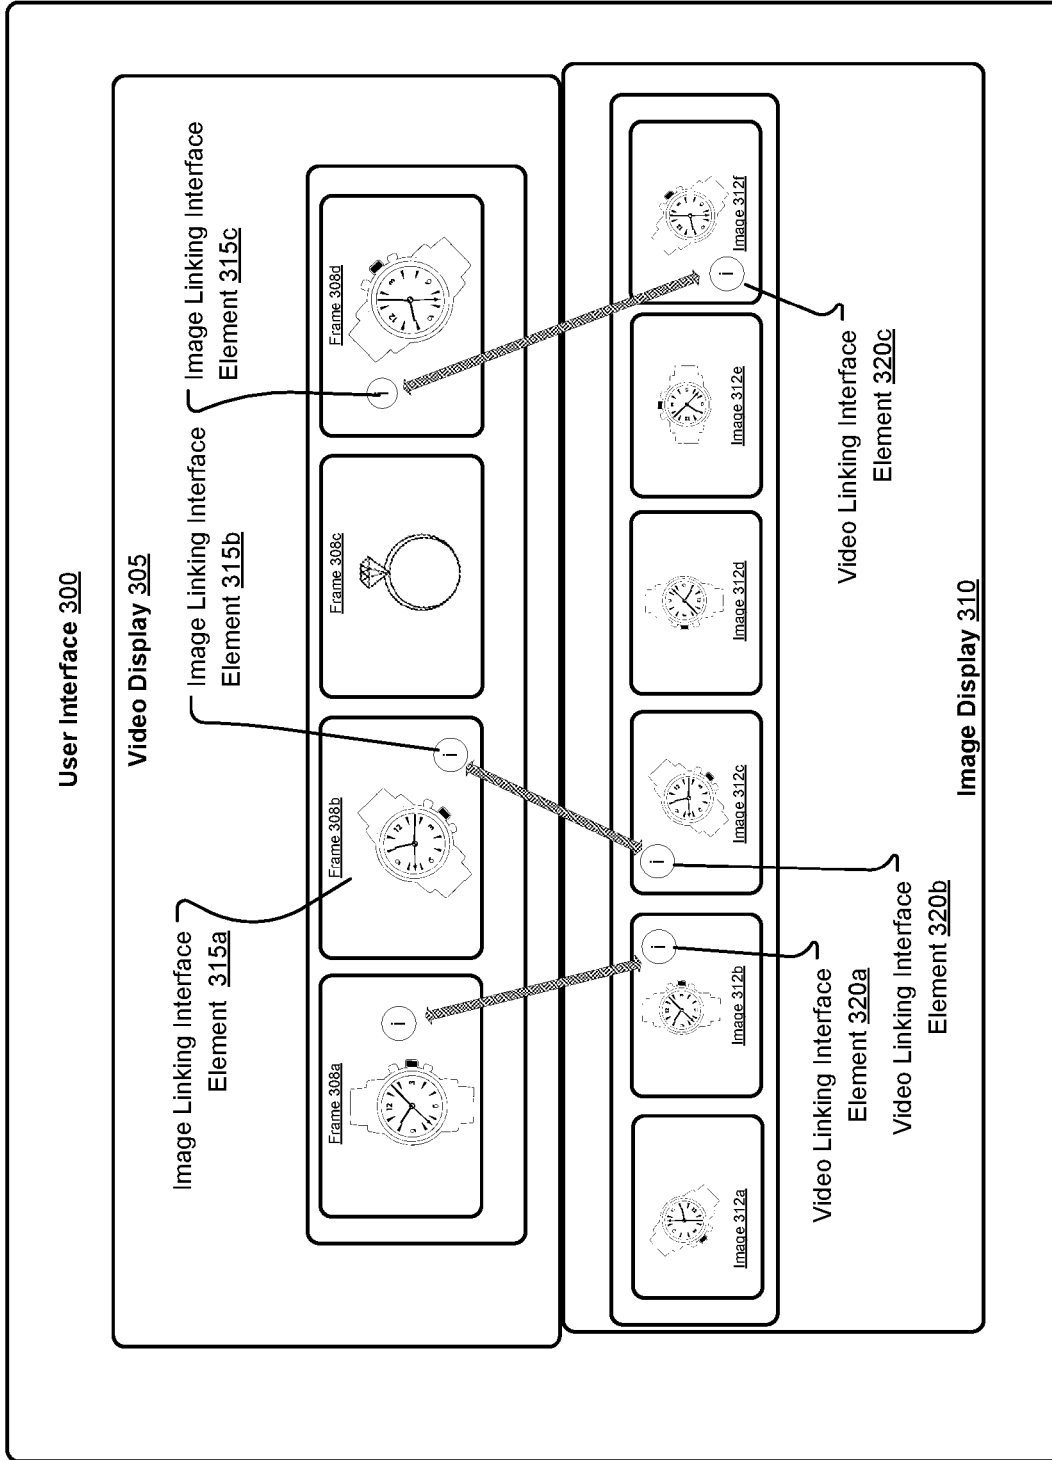 User Interface 300
Video Display 305
Image Linking Interface
Element 315a
Image Linking Interface
Element 315b
Image Linking Interface
Element 315c
Frame 308a
Frame 308b
Frame 308c
Frame 308d
i
i
i
Image 312a
Image 312b
Image 312c
Image 312d
Image 312e
Image 312f
i
i
i
Video Linking Interface
Element 320a
Video Linking Interface
Element 320b
Video Linking Interface
Element 320c
Image Display 310